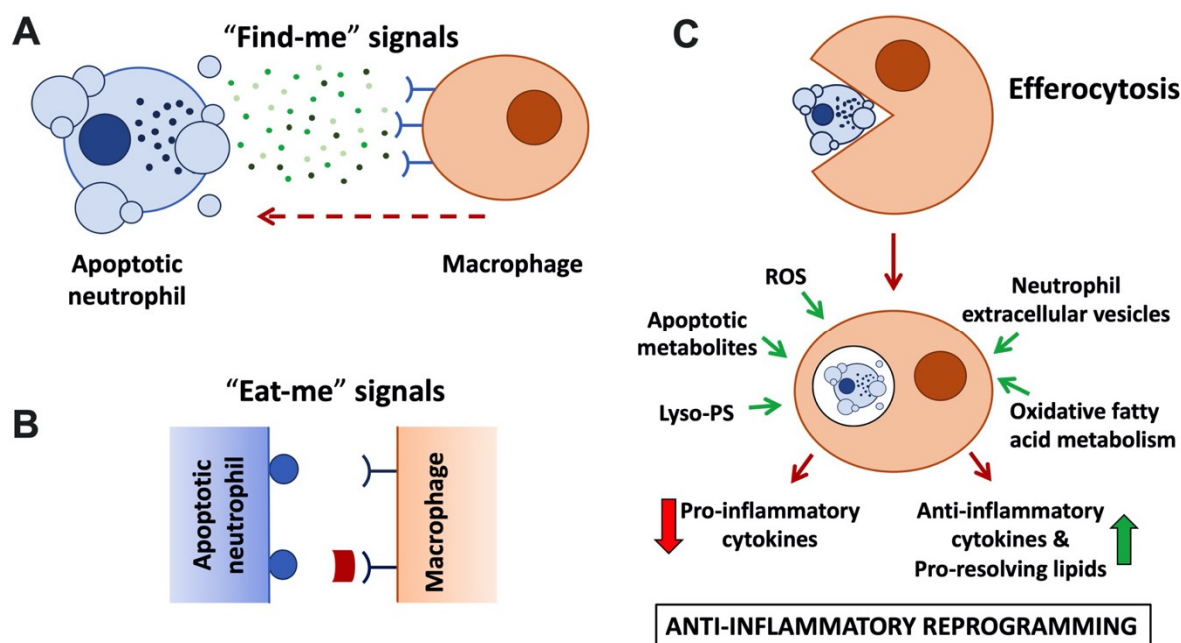 A
“Find-me” signals
Apoptotic
neutrophil
Macrophage
B
“Eat-me” signals
Apoptotic
neutrophil
Macrophage
C
Efferocytosis
ROS
Neutrophil
extracellular vesicles
Apoptotic
metabolites
Lyso-PS
Oxidative fatty
acid metabolism
Pro-inflammatory
cytokines
Anti-inflammatory
cytokines &
Pro-resolving lipids
ANTI-INFLAMMATORY REPROGRAMMING